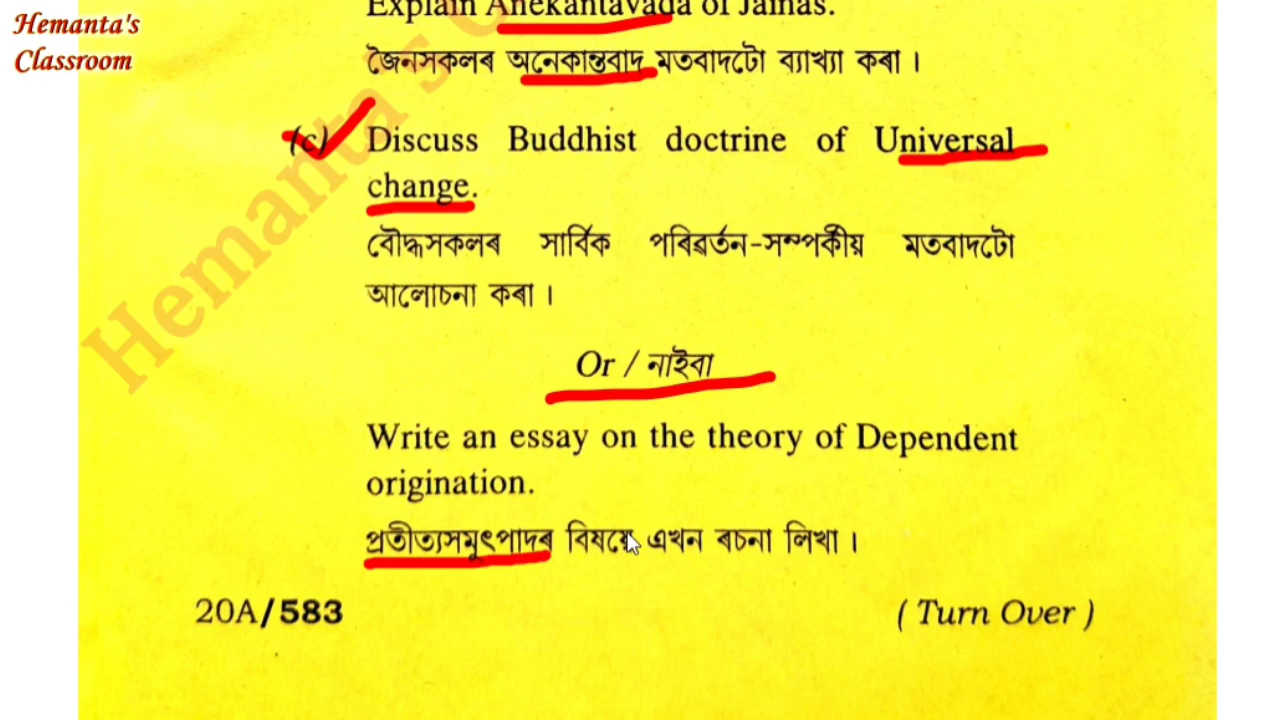 Hemanta's
Classroom
Explain Anekantavada of Jainas.
জৈনসকলৰ অনেকান্তবাদ মতবাদটো ব্যাখ্যা কৰা ।
(c) Discuss Buddhist doctrine of Universal
change.
বৌদ্ধসকলৰ সাৰ্বিক পৰিৱৰ্তন-সম্পৰ্কীয় মতবাদটো
আলোচনা কৰা ।
Or / নাইবা
Write an essay on the theory of Dependent
origination.
প্ৰতীত্যসমুৎপাদৰ বিষয়ে এখন ৰচনা লিখা ।
20A/583
( Turn Over )